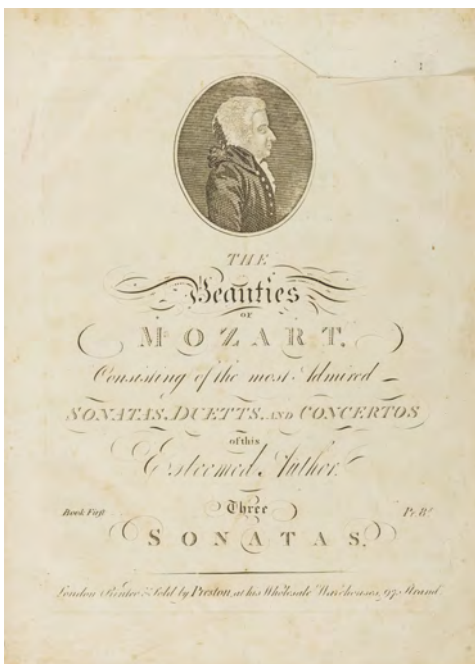 THE
Beauties
OF
MOZART.
Consisting of the most Admired
SONATAS, DUETTS, AND CONCERTOS
of this
Esteemed Author.
Book First Three Pr. 8s
SONATAS.
London Printed & Sold by Preston, at his Wholesale Warehouses, 97, Strand.